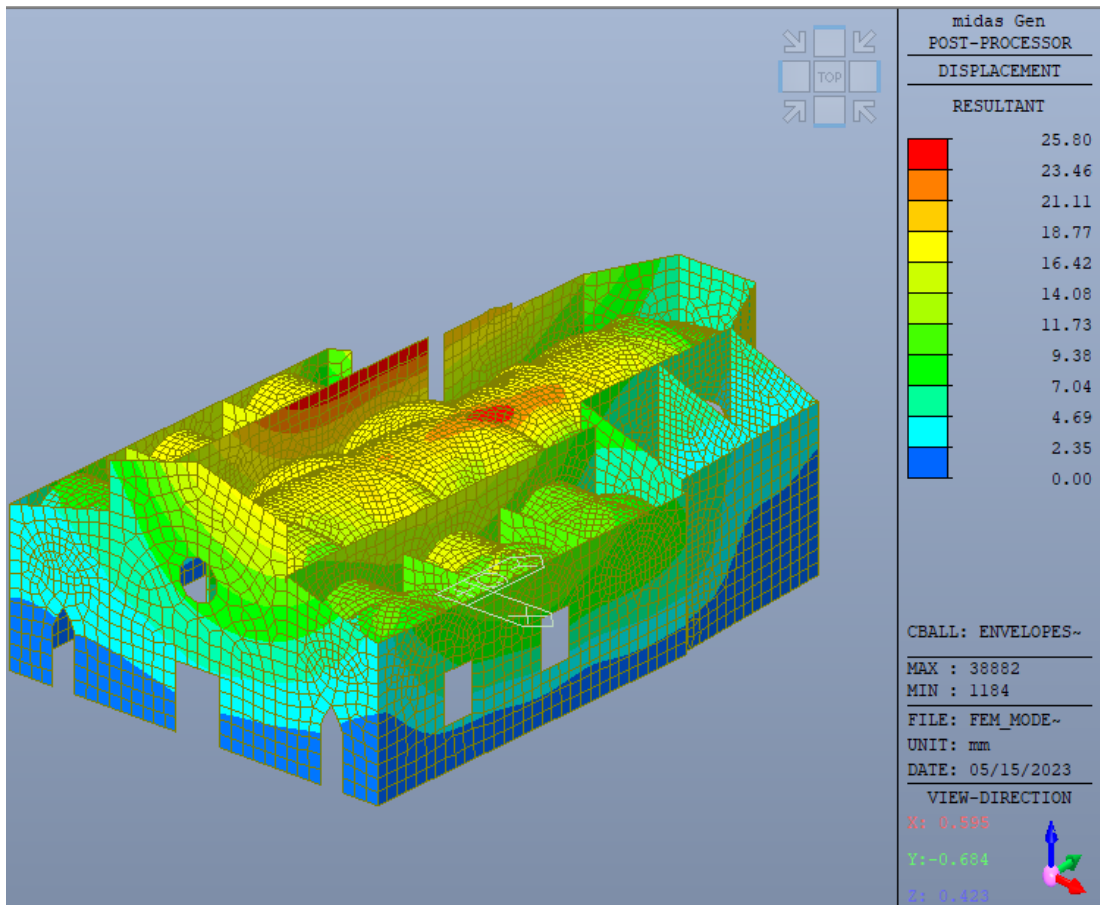 midas Gen
POST-PROCESSOR
DISPLACEMENT
RESULTANT
TOP
25.80
23.46
21.11
18.77
16.42
14.08
11.73
9.38
7.04
4.69
2.35
0.00
CBALL: ENVELOPES~
MAX : 38882
MIN : 1184
FILE: FEM_MODE~
UNIT: mm
DATE: 05/15/2023
VIEW-DIRECTION
X: 0.595
Y:-0.684
Z: 0.423